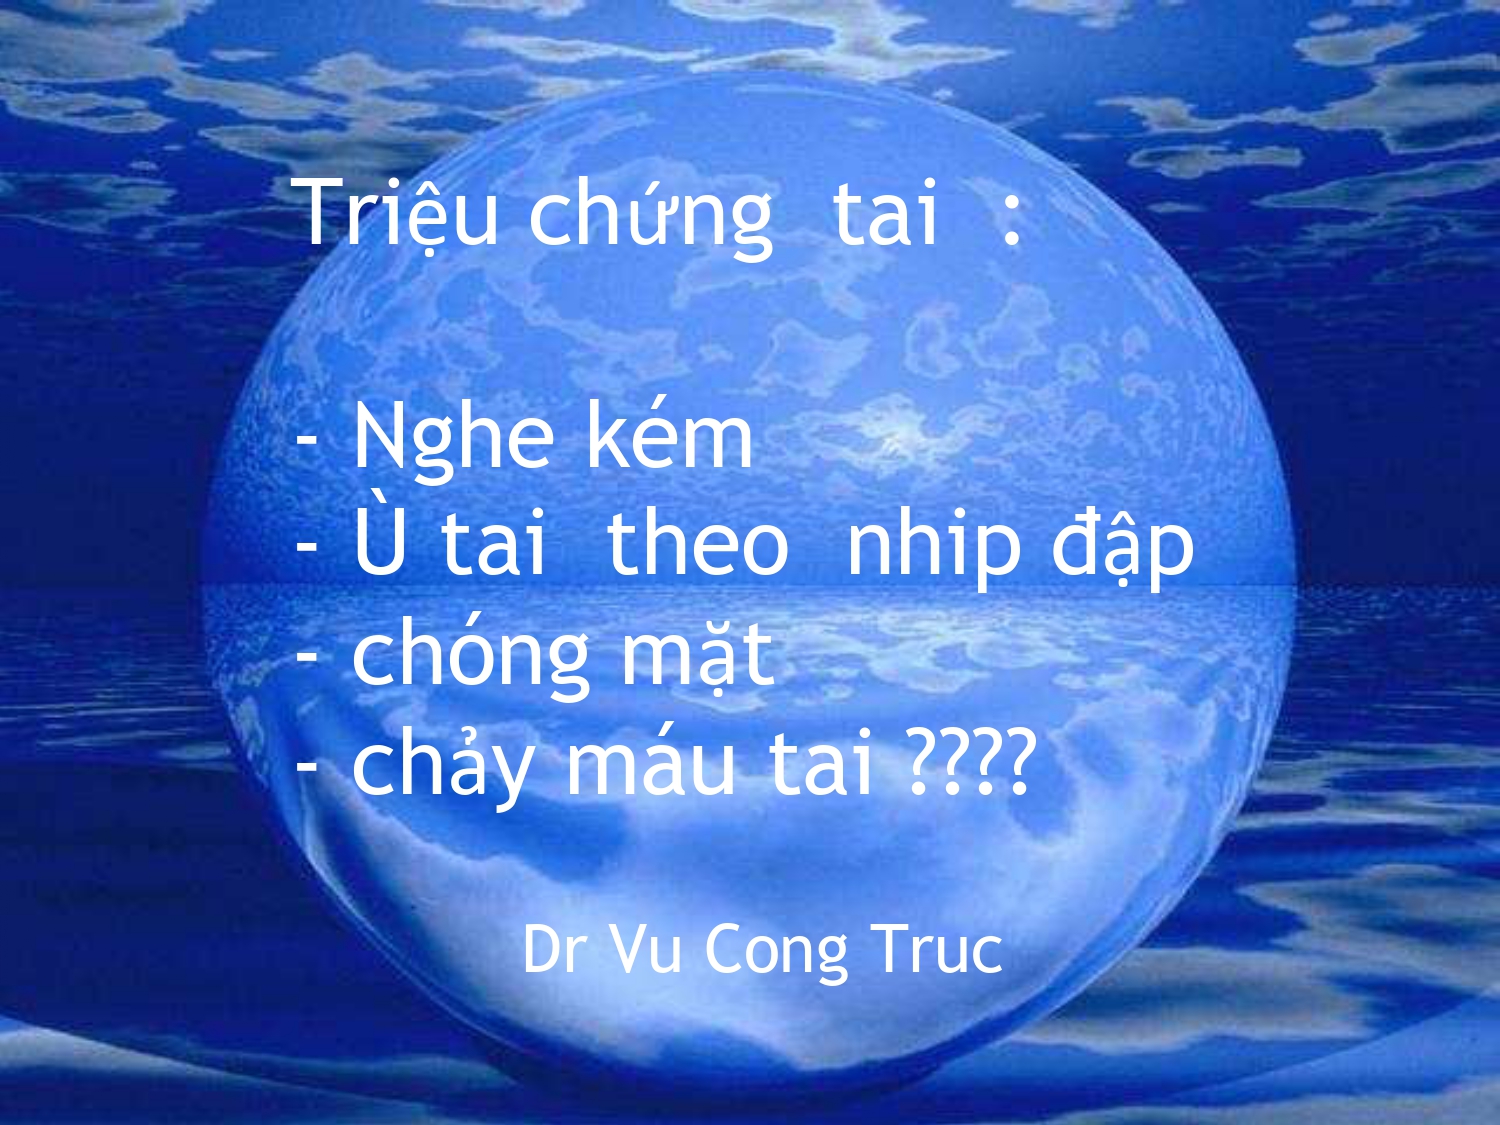 Triệu chứng tai :
- Nghe kém
- Ù tai theo nhip đập
- chóng mặt
- chảy máu tai ????
Dr Vu Cong Truc